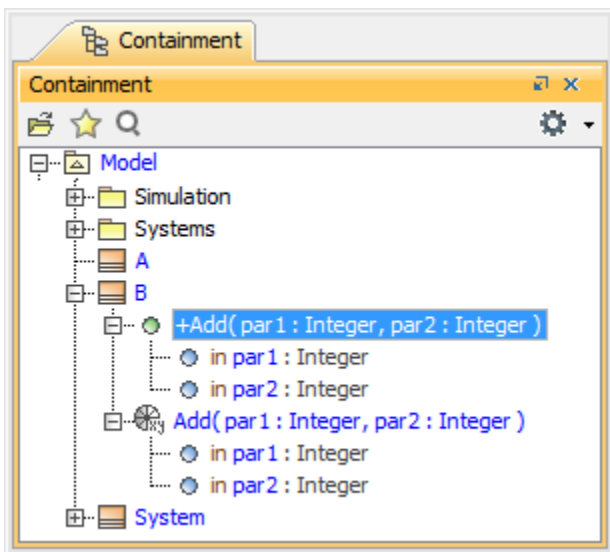 Containment
Containment
Model
Simulation
Systems
A
B
+Add( par1 : Integer, par2 : Integer )
in par1 : Integer
in par2 : Integer
Add( par1 : Integer, par2 : Integer )
in par1 : Integer
in par2 : Integer
System